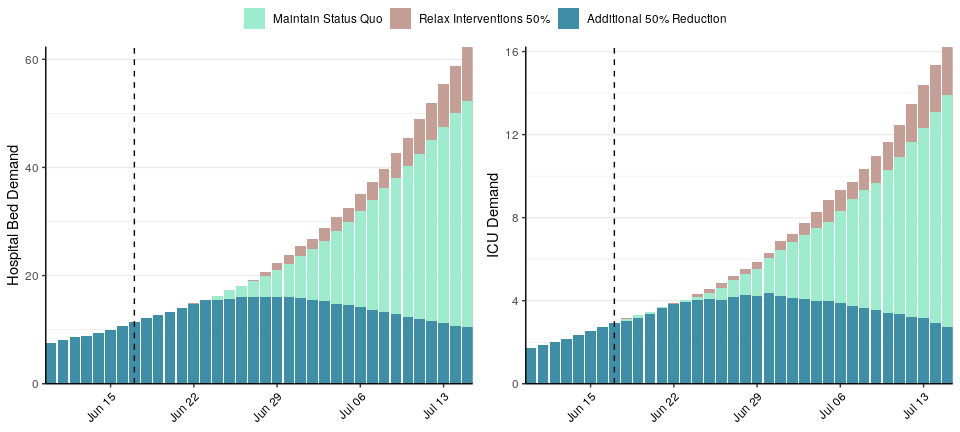 Maintain Status Quo Relax Interventions 50% Additional 50% Reduction
Hospital Bed Demand
60
40
20
0
Jun 15 Jun 22 Jun 29 Jul 06 Jul 13
ICU Demand
16
12
8
4
0
Jun 15 Jun 22 Jun 29 Jul 06 Jul 13